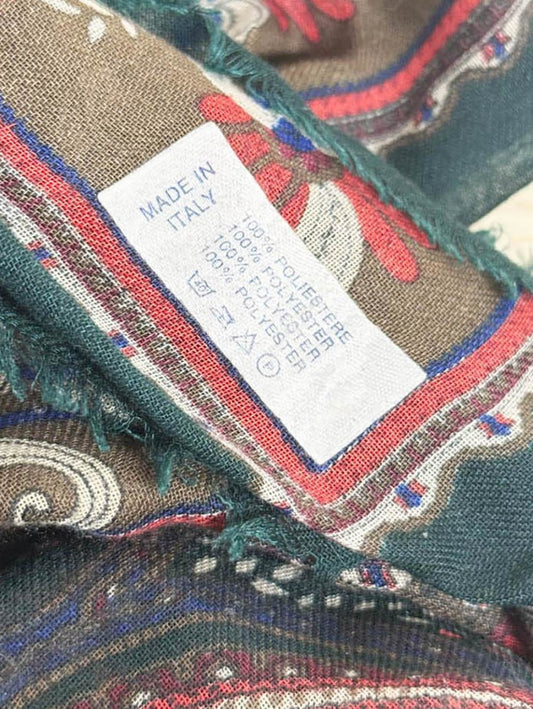 MADE IN
ITALY
100% POLIESTERE
100% POLYESTER
100% POLYESTER
100% POLYESTER
P